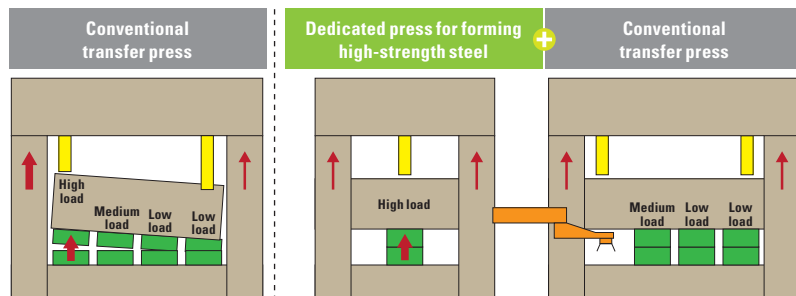 Conventional
transfer press
Dedicated press for forming
high-strength steel
+
Conventional
transfer press
High
load
Medium
load
Low
load
Low
load
High load
Medium
load
Low
load
Low
load